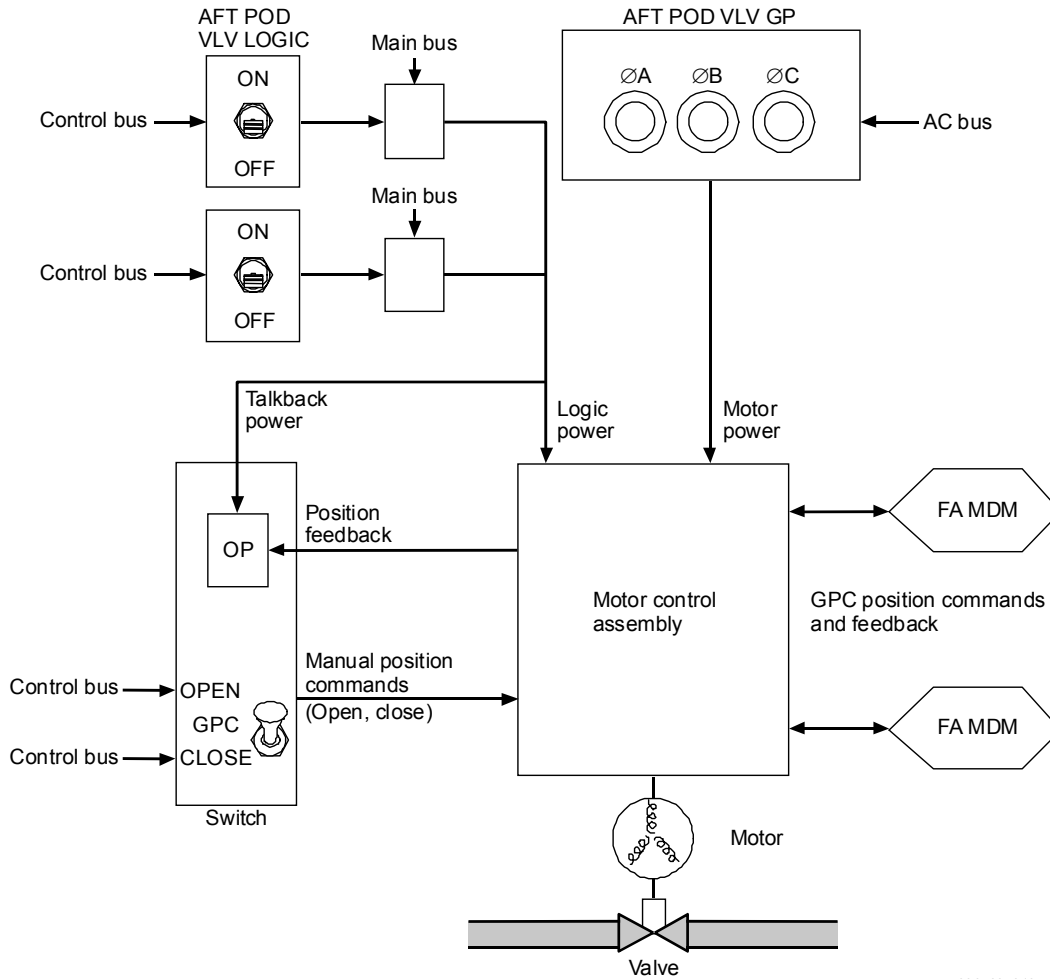 AFT POD
VLV LOGIC
AFT POD VLV GP
Main bus
ON
OFF
Control bus
∅A
∅B
∅C
AC bus
Main bus
ON
OFF
Control bus
Talkback
power
Logic
power
Motor
power
OP
Position
feedback
FA MDM
Motor control
assembly
GPC position commands
and feedback
Control bus
OPEN
GPC
Control bus
CLOSE
Manual position
commands
(Open, close)
FA MDM
Switch
Motor
Valve